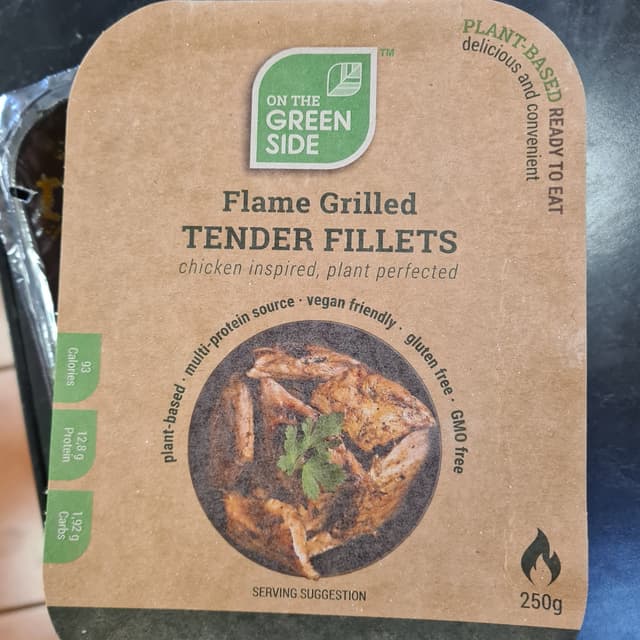 ON THE
GREEN
SIDE
TM
PLANT-BASED READY TO EAT
delicious and convenient
Flame Grilled
TENDER FILLETS
chicken inspired, plant perfected
plant-based · multi-protein source · vegan friendly · gluten free · GMO free
93
Calories
12,8 g
Protein
1,92 g
Carbs
SERVING SUGGESTION
250g